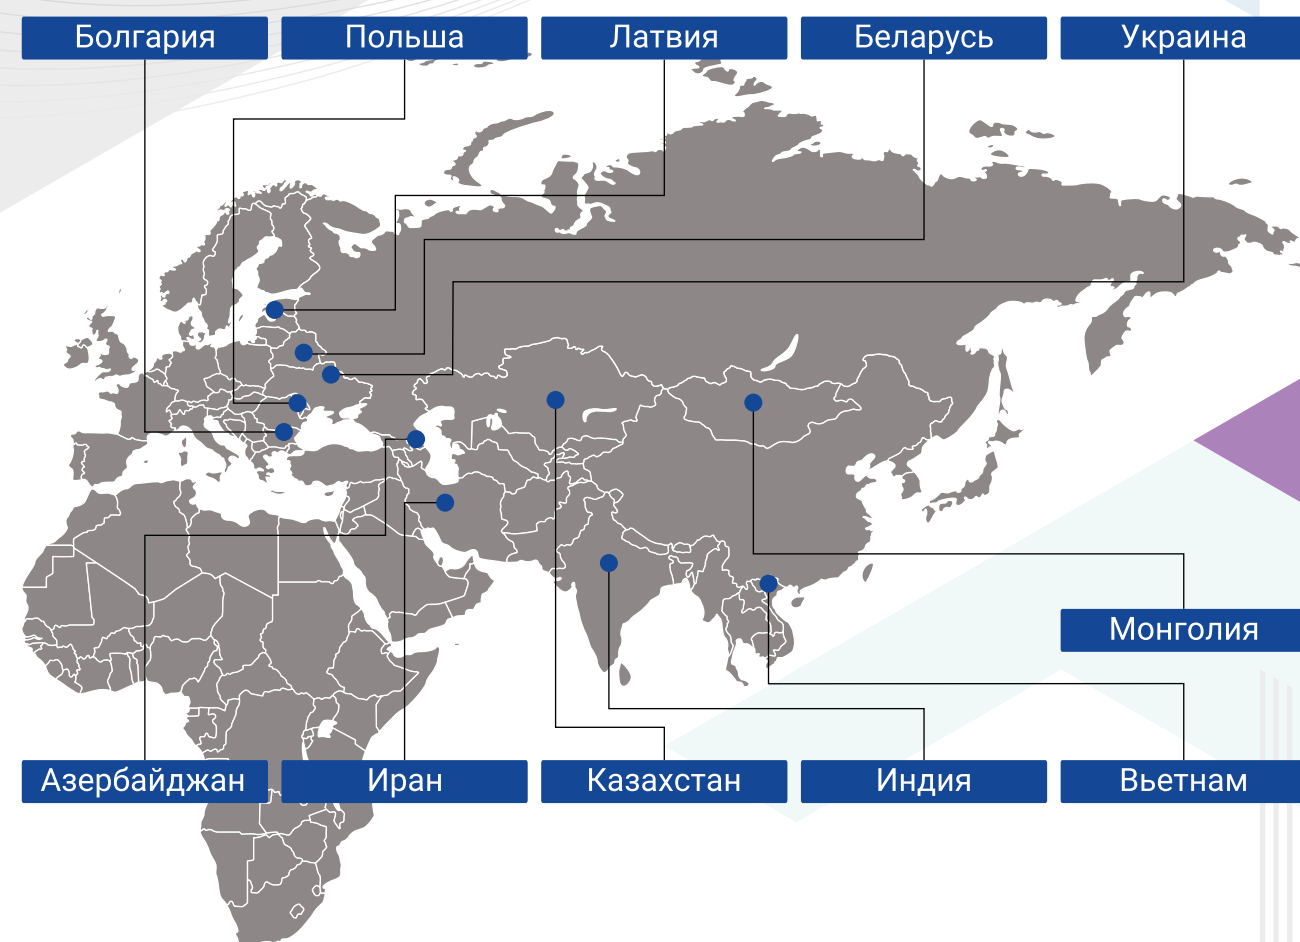 Болгария
Польша
Латвия
Беларусь
Украина
Монголия
Азербайджан
Иран
Казахстан
Индия
Вьетнам